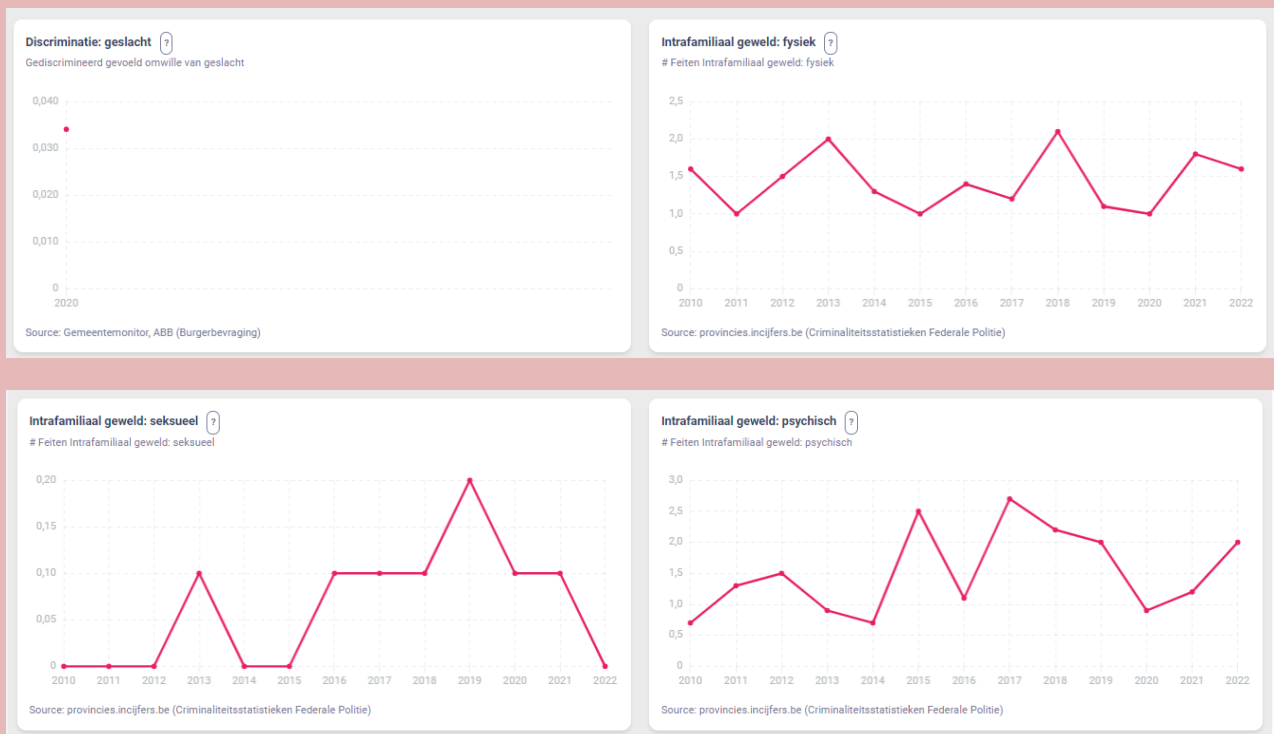 Discriminatie: geslacht ?
Gediscrimineerd gevoeld omwille van geslacht
0,040
0,030
0,020
0,010
0
2020
Source: Gemeentemonitor, ABB (Burgerbevraging)
Intrafamiliaal geweld: fysiek ?
# Feiten Intrafamiliaal geweld: fysiek
2,5
2,0
1,5
1,0
0,5
0
2010 2011 2012 2013 2014 2015 2016 2017 2018 2019 2020 2021 2022
Source: provincies.incijfers.be (Criminaliteitsstatistieken Federale Politie)
Intrafamiliaal geweld: seksueel ?
# Feiten Intrafamiliaal geweld: seksueel
0,20
0,15
0,10
0,05
0
2010 2011 2012 2013 2014 2015 2016 2017 2018 2019 2020 2021 2022
Source: provincies.incijfers.be (Criminaliteitsstatistieken Federale Politie)
Intrafamiliaal geweld: psychisch ?
# Feiten Intrafamiliaal geweld: psychisch
3,0
2,5
2,0
1,5
1,0
0,5
0
2010 2011 2012 2013 2014 2015 2016 2017 2018 2019 2020 2021 2022
Source: provincies.incijfers.be (Criminaliteitsstatistieken Federale Politie)